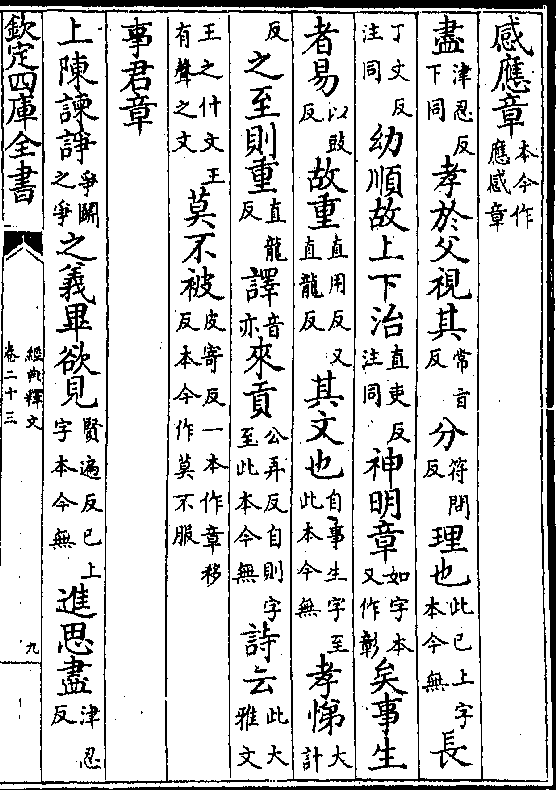 感應章本今作應感章
盡津忍反下同孝於父視其常旨反分符問反理也此已上字本今無長
丁丈反注同幼順故上下治直吏反注同神明章如字本又作彰矣事生
者易以豉反故重直用反又直龍反其文也自事生字至此本今無孝悌大計
反之至則重直龍反譯音亦來貢公弄反自則字至此本今無詩云此大雅文
王之什文王有聲之文莫不被皮寄反一本作章移反本今作莫不服
事君章
上陳諫諍爭鬬之爭之義畢欲見賢遍反已上字本今無進思盡津忍反
欽定四庫全書
經典釋文
卷二十三
九